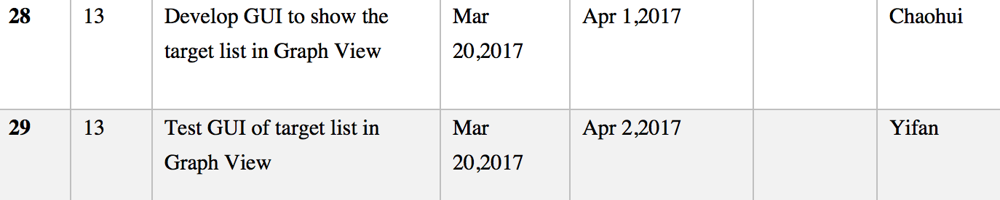 28 13 Develop GUI to show the Mar Apr 1,2017 Chaohui
target list in Graph View 20,2017
29 13 Test GUI of target list in Mar Apr 2,2017 Yifan
Graph View 20,2017